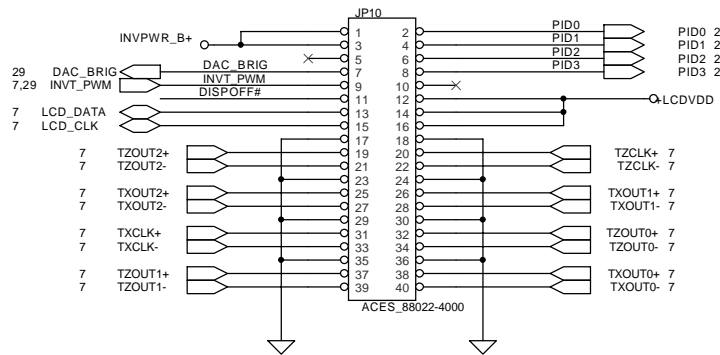 JP10
INVPWR_B+ 1 2 PID0 PID0 2
3 4 PID1 PID1 2
5 6 PID2 PID2 2
29 DAC_BRIG DAC_BRIG 7 8 PID3 PID3 2
7,29 INVT_PWM INVT_PWM 9 10
DISPOFF# 11 12 +LCDVDD
7 LCD_DATA 13 14
7 LCD_CLK 15 16
17 18
7 TZOUT2+ 19 20 TZCLK+ 7
7 TZOUT2- 21 22 TZCLK- 7
23 24
7 TXOUT2+ 25 26 TXOUT1+ 7
7 TXOUT2- 27 28 TXOUT1- 7
29 30
7 TXCLK+ 31 32 TZOUT0+ 7
7 TXCLK- 33 34 TZOUT0- 7
35 36
7 TZOUT1+ 37 38 TXOUT0+ 7
7 TZOUT1- 39 40 TXOUT0- 7
ACES_88022-4000